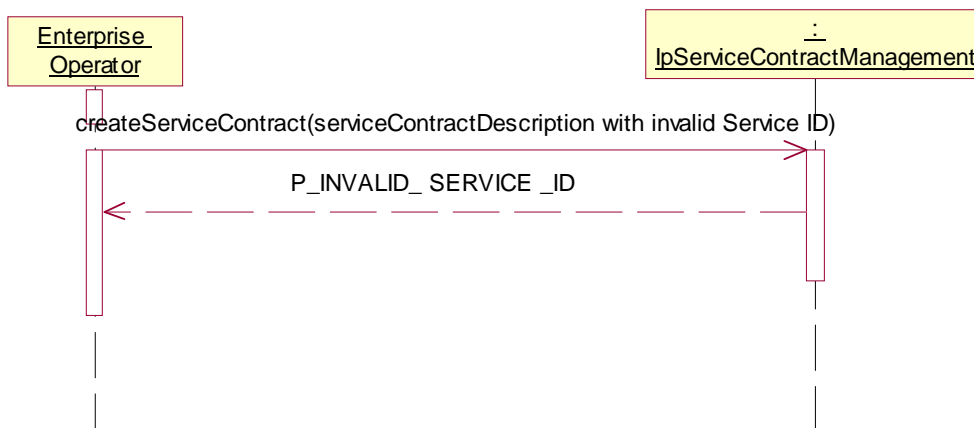 Enterprise
Operator
:
IpServiceContractManagement
createServiceContract(serviceContractDescription with invalid Service ID)
P_INVALID_ SERVICE _ID